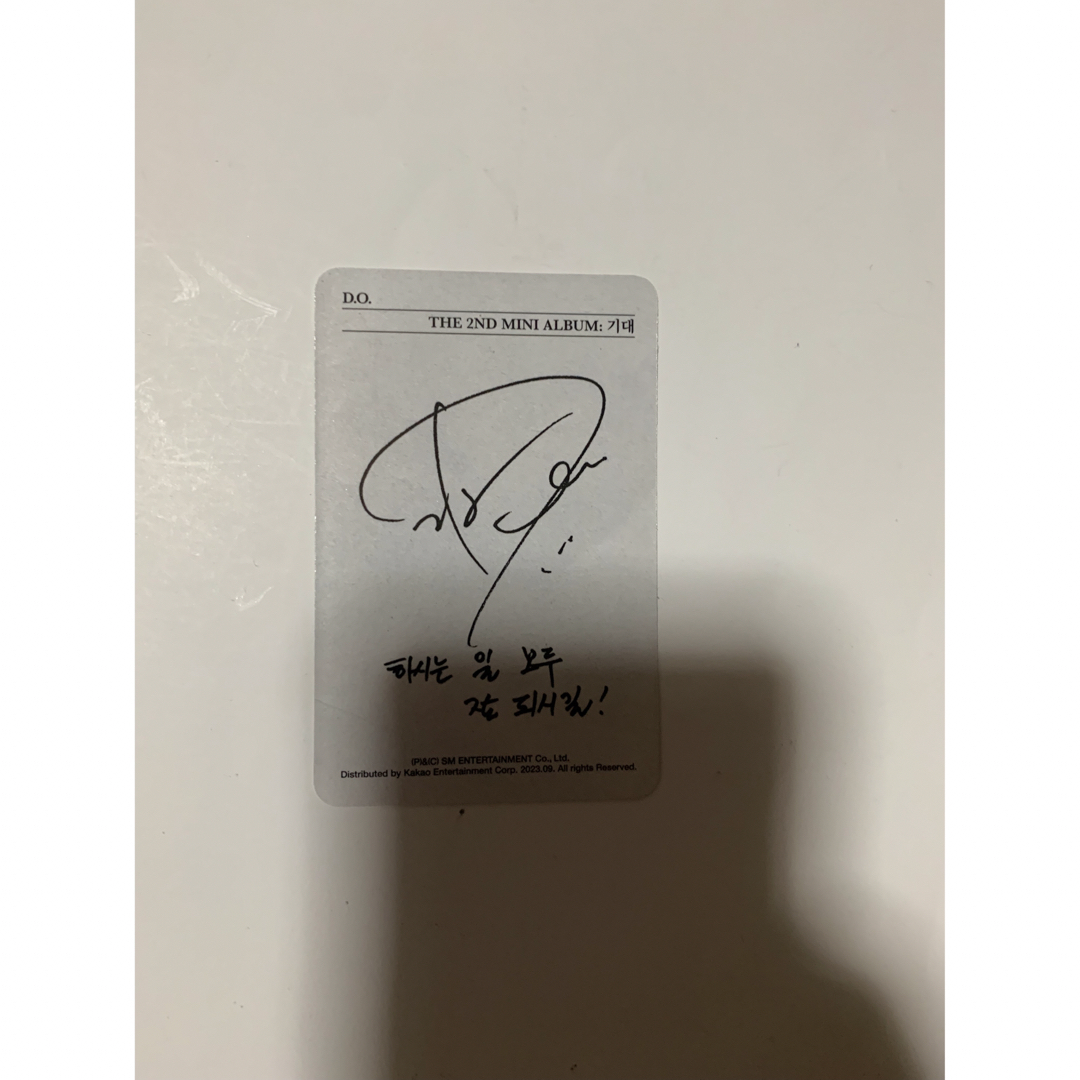 D.O.
THE 2ND MINI ALBUM: 기대
하시는 일 모두
잘 되시길!
(P)&(C) SM ENTERTAINMENT Co., Ltd.
Distributed by Kakao Entertainment Corp. 2023.09. All rights Reserved.